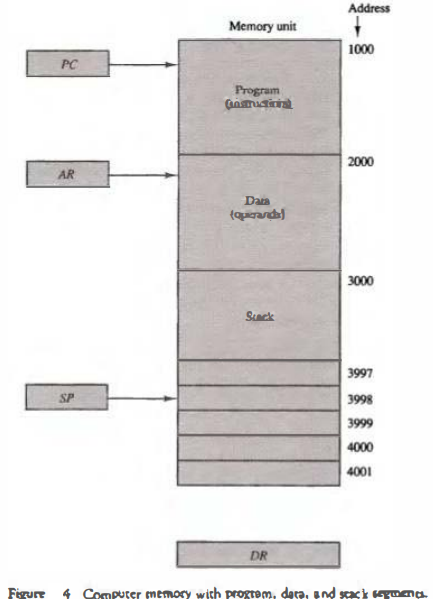 Address
Memory unit
1000
PC
Program
(instructions)
2000
AR
Data
(operands)
3000
Stack
3997
SP
3998
3999
4000
4001
DR
Figure 4 Computer memory with program, data, and stack segments.